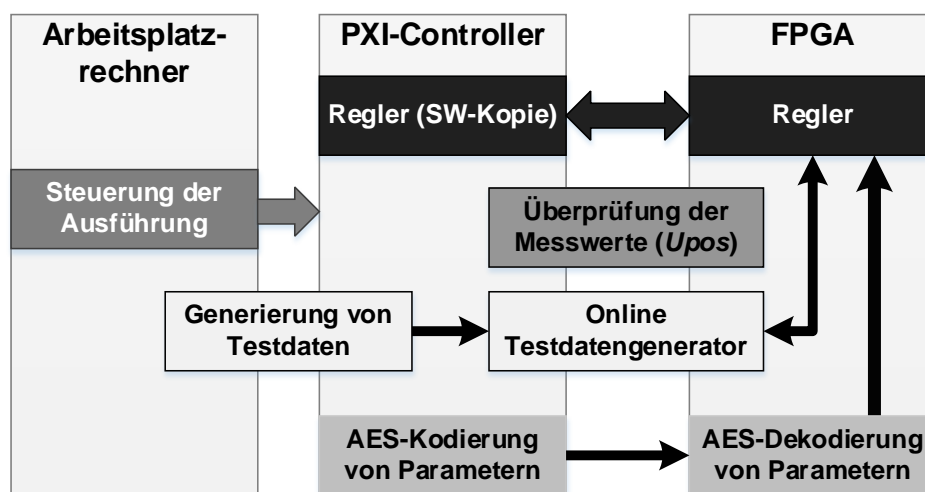 Arbeitsplatz-
rechner
PXI-Controller
FPGA
Regler (SW-Kopie)
Regler
Steuerung der
Ausführung
Überprüfung der
Messwerte (Upos)
Generierung von
Testdaten
Online
Testdatengenerator
AES-Kodierung
von Parametern
AES-Dekodierung
von Parametern